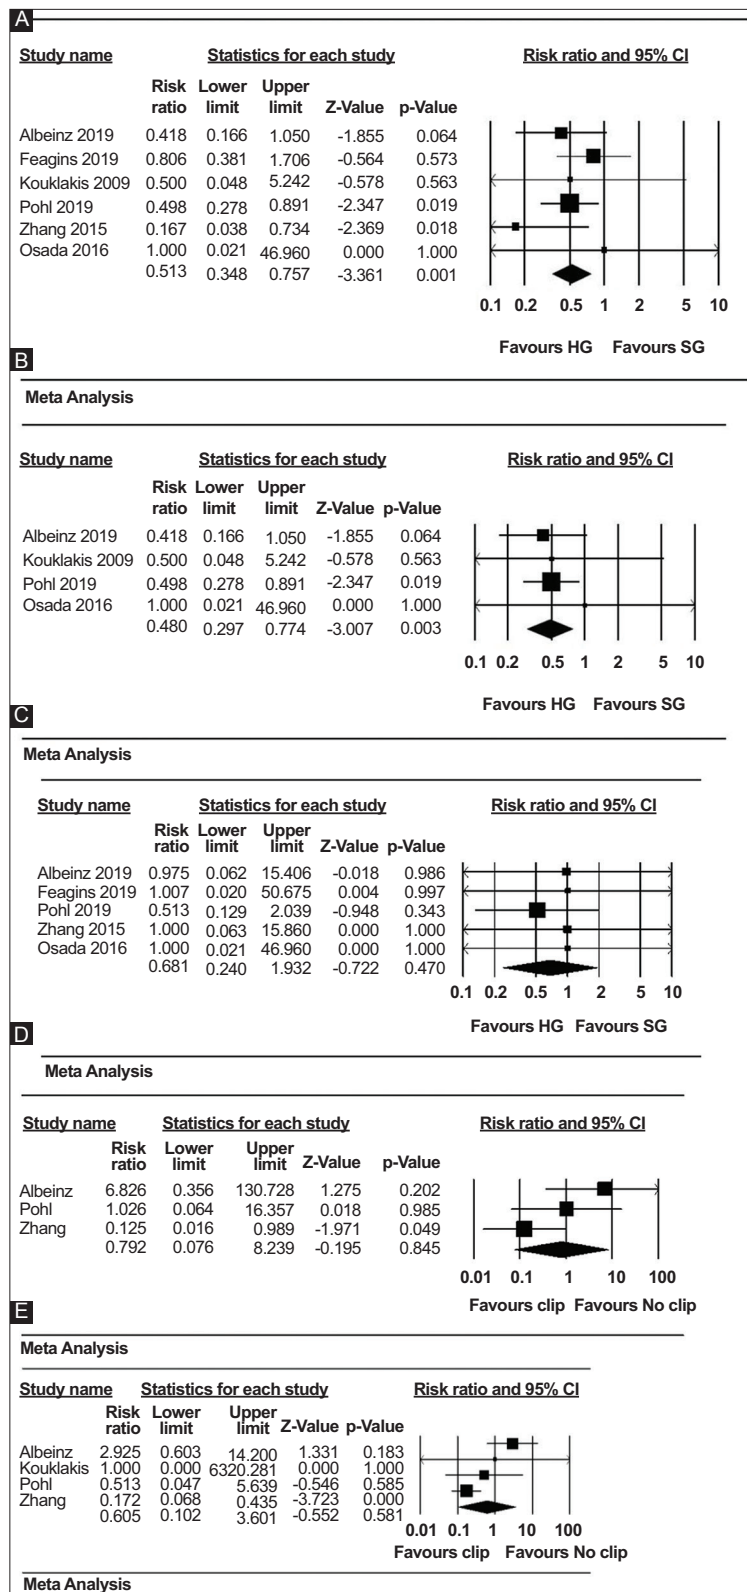 A
Study name Statistics for each study Risk ratio and 95% CI
Risk Lower Upper
ratio limit limit Z-Value p-Value
Albeinz 2019 0.418 0.166 1.050 -1.855 0.064
Feagins 2019 0.806 0.381 1.706 -0.564 0.573
Kouklakis 2009 0.500 0.048 5.242 -0.578 0.563
Pohl 2019 0.498 0.278 0.891 -2.347 0.019
Zhang 2015 0.167 0.038 0.734 -2.369 0.018
Osada 2016 1.000 0.021 46.960 0.000 1.000
0.513 0.348 0.757 -3.361 0.001
0.1 0.2 0.5 1 2 5 10
Favours HG Favours SG
B
Meta Analysis
Study name Statistics for each study Risk ratio and 95% CI
Risk Lower Upper
ratio limit limit Z-Value p-Value
Albeinz 2019 0.418 0.166 1.050 -1.855 0.064
Kouklakis 2009 0.500 0.048 5.242 -0.578 0.563
Pohl 2019 0.498 0.278 0.891 -2.347 0.019
Osada 2016 1.000 0.021 46.960 0.000 1.000
0.480 0.297 0.774 -3.007 0.003
0.1 0.2 0.5 1 2 5 10
Favours HG Favours SG
C
Meta Analysis
Study name Statistics for each study Risk ratio and 95% CI
Risk Lower Upper
ratio limit limit Z-Value p-Value
Albeinz 2019 0.975 0.062 15.406 -0.018 0.986
Feagins 2019 1.007 0.020 50.675 0.004 0.997
Pohl 2019 0.513 0.129 2.039 -0.948 0.343
Zhang 2015 1.000 0.063 15.860 0.000 1.000
Osada 2016 1.000 0.021 46.960 0.000 1.000
0.681 0.240 1.932 -0.722 0.470
0.1 0.2 0.5 1 2 5 10
Favours HG Favours SG
D
Meta Analysis
Study name Statistics for each study Risk ratio and 95% CI
Risk Lower Upper
ratio limit limit Z-Value p-Value
Albeinz 6.826 0.356 130.728 1.275 0.202
Pohl 1.026 0.064 16.357 0.018 0.985
Zhang 0.125 0.016 0.989 -1.971 0.049
0.792 0.076 8.239 -0.195 0.845
0.01 0.1 1 10 100
Favours clip Favours No clip
E
Meta Analysis
Study name Statistics for each study Risk ratio and 95% CI
Risk Lower Upper
ratio limit limit Z-Value p-Value
Albeinz 2.925 0.603 14.200 1.331 0.183
Kouklakis 1.000 0.000 6320.281 0.000 1.000
Pohl 0.513 0.047 5.639 -0.546 0.585
Zhang 0.172 0.068 0.435 -3.723 0.000
0.605 0.102 3.601 -0.552 0.581
0.01 0.1 1 10 100
Favours clip Favours No clip
Meta Analysis